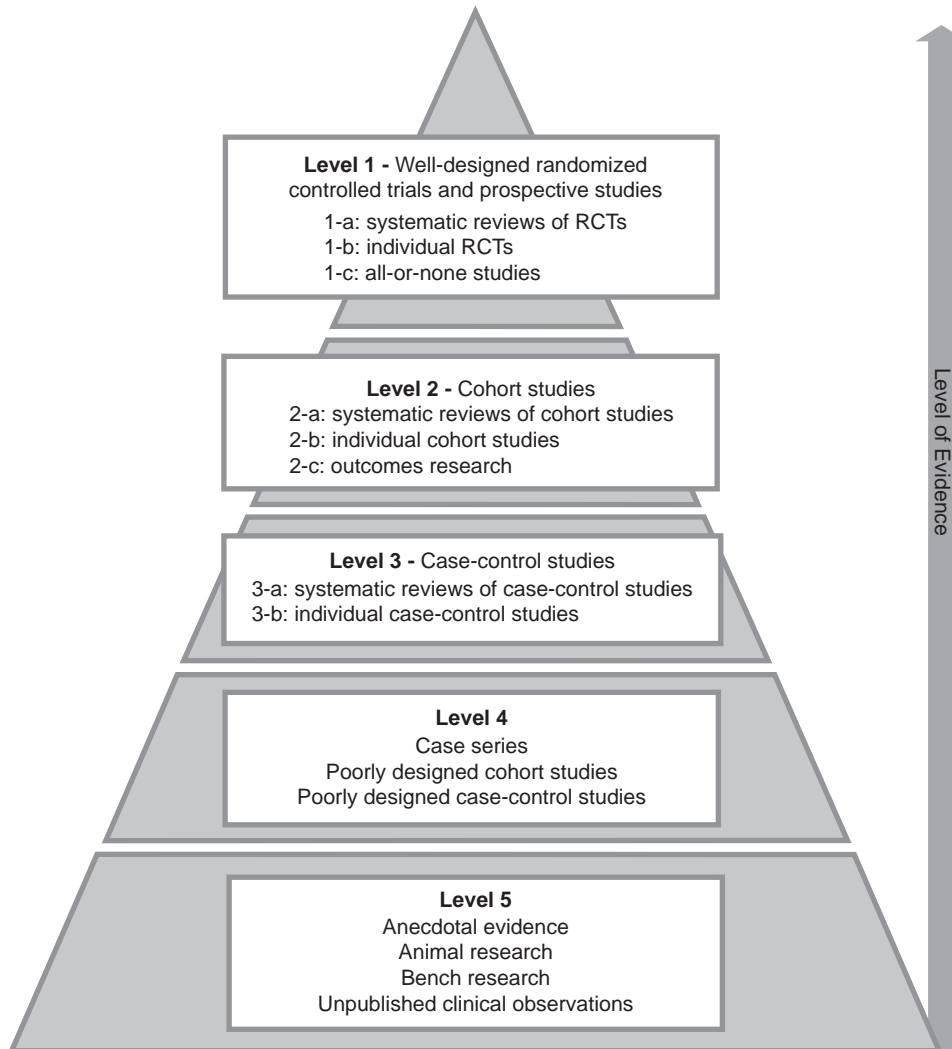 Level 1 - Well-designed randomized
controlled trials and prospective studies
1-a: systematic reviews of RCTs
1-b: individual RCTs
1-c: all-or-none studies
Level 2 - Cohort studies
2-a: systematic reviews of cohort studies
2-b: individual cohort studies
2-c: outcomes research
Level 3 - Case-control studies
3-a: systematic reviews of case-control studies
3-b: individual case-control studies
Level 4
Case series
Poorly designed cohort studies
Poorly designed case-control studies
Level 5
Anecdotal evidence
Animal research
Bench research
Unpublished clinical observations
Level of Evidence